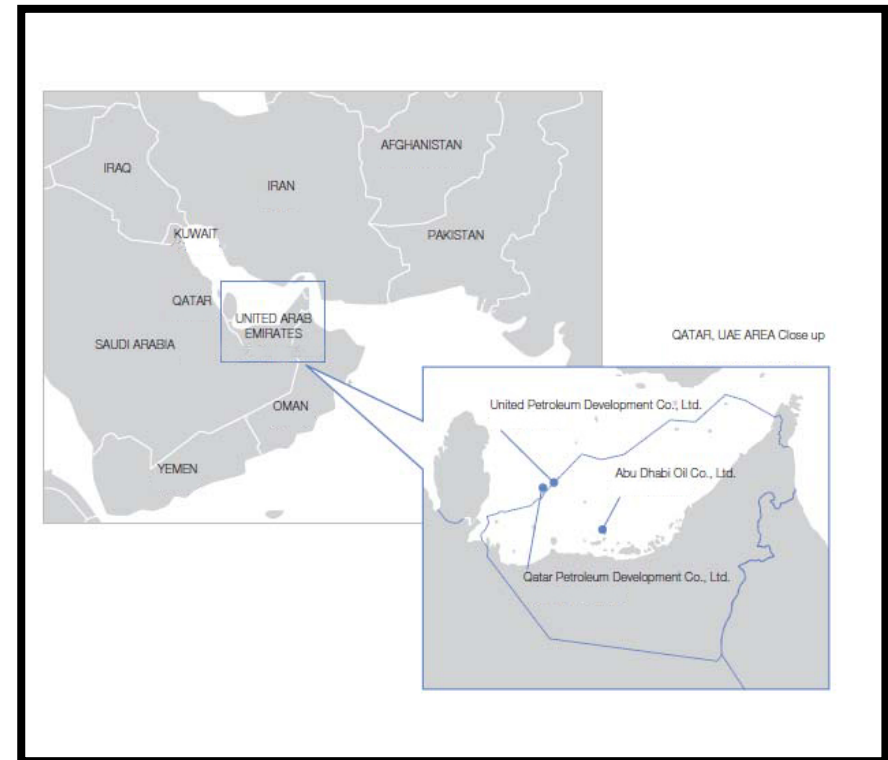 AFGHANISTAN
IRAQ
IRAN
KUWAIT
PAKISTAN
QATAR
UNITED ARAB
EMIRATES
SAUDI ARABIA
OMAN
YEMEN
QATAR, UAE AREA Close up
United Petroleum Development Co., Ltd.
Abu Dhabi Oil Co., Ltd.
Qatar Petroleum Development Co., Ltd.